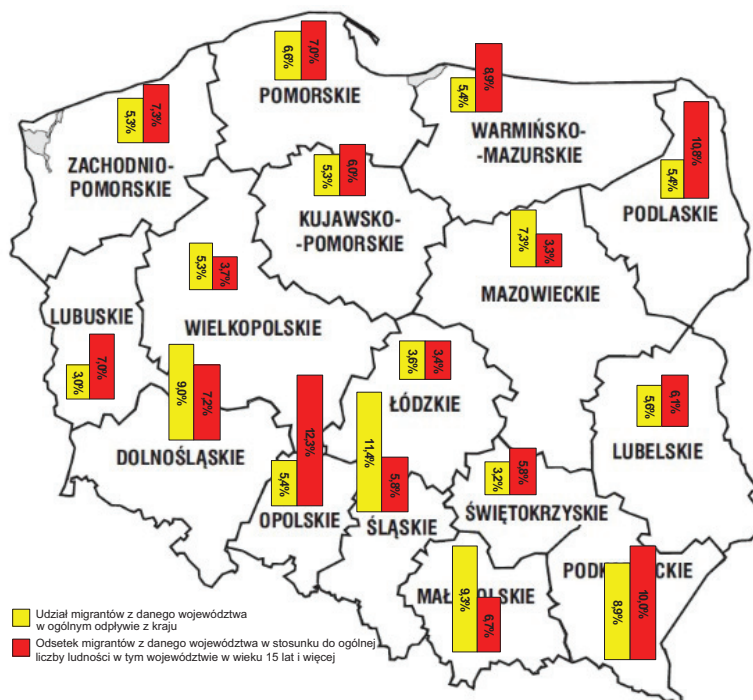 6,6%
7,0%
POMORSKIE
5,3%
7,3%
ZACHODNIO-
-POMORSKIE
5,4%
8,9%
WARMIŃSKO-
-MAZURSKIE
5,4%
10,8%
PODLASKIE
5,3%
6,0%
KUJAWSKO-
-POMORSKIE
7,3%
3,3%
MAZOWIECKIE
5,3%
3,7%
WIELKOPOLSKIE
LUBUSKIE
3,0%
7,0%
9,0%
7,2%
DOLNOŚLĄSKIE
3,6%
3,4%
ŁÓDZKIE
5,6%
6,1%
LUBELSKIE
5,4%
12,3%
OPOLSKIE
11,4%
5,8%
ŚLĄSKIE
3,2%
5,8%
ŚWIĘTOKRZYSKIE
9,3%
6,7%
MAŁOPOLSKIE
8,9%
10,0%
PODKARPACKIE
Udział migrantów z danego województwa
w ogólnym odpływie z kraju
Odsetek migrantów z danego województwa w stosunku do ogólnej
liczby ludności w tym województwie w wieku 15 lat i więcej